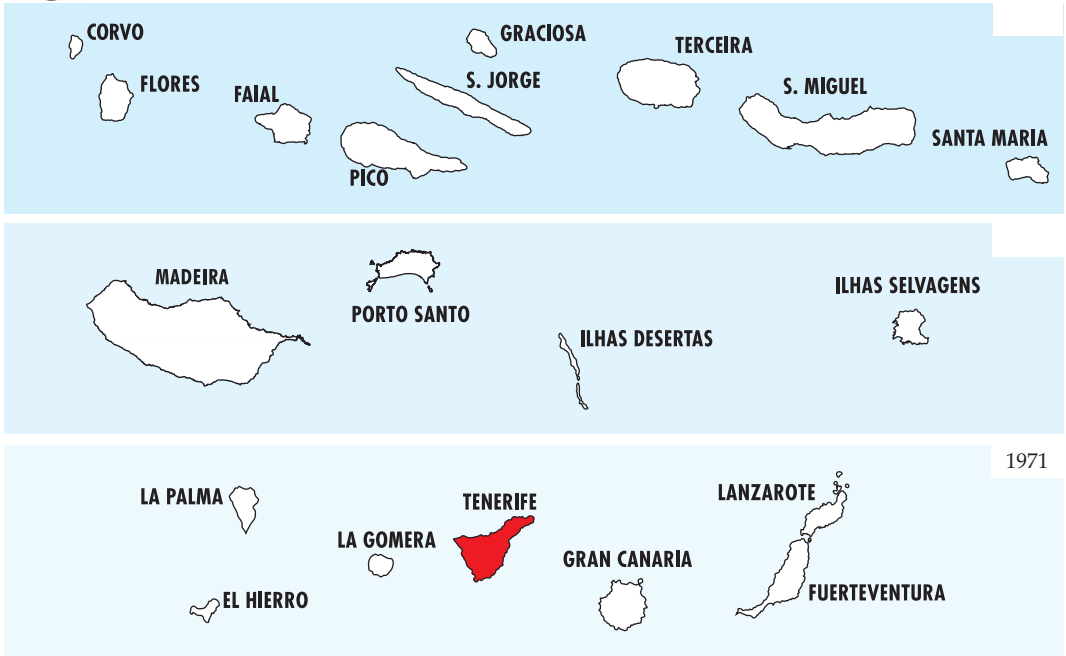 CORVO
GRACIOSA
TERCEIRA
FLORES
S. JORGE
S. MIGUEL
FAIAL
SANTA MARIA
PICO
MADEIRA
ILHAS SELVAGENS
PORTO SANTO
ILHAS DESERTAS
1971
LA PALMA
TENERIFE
LANZAROTE
LA GOMERA
GRAN CANARIA
EL HIERRO
FUERTEVENTURA